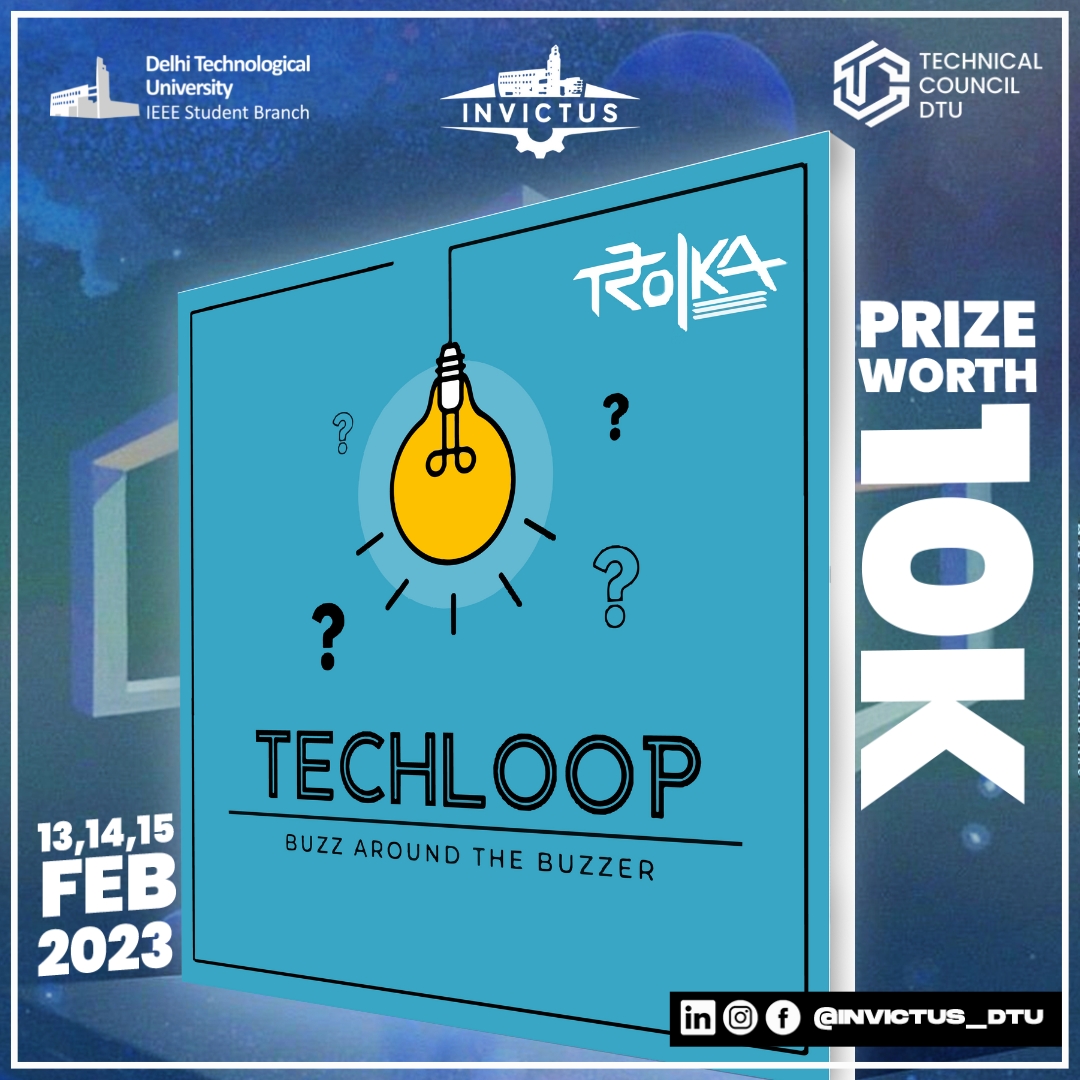 Delhi Technological
University
IEEE Student Branch
INVICTUS
TECHNICAL
COUNCIL
DTU
TROIKA
PRIZE
WORTH
10K
?
?
?
?
TECHLOOP
BUZZ AROUND THE BUZZER
13,14,15
FEB
2023
in f @INVICTUS_DTU